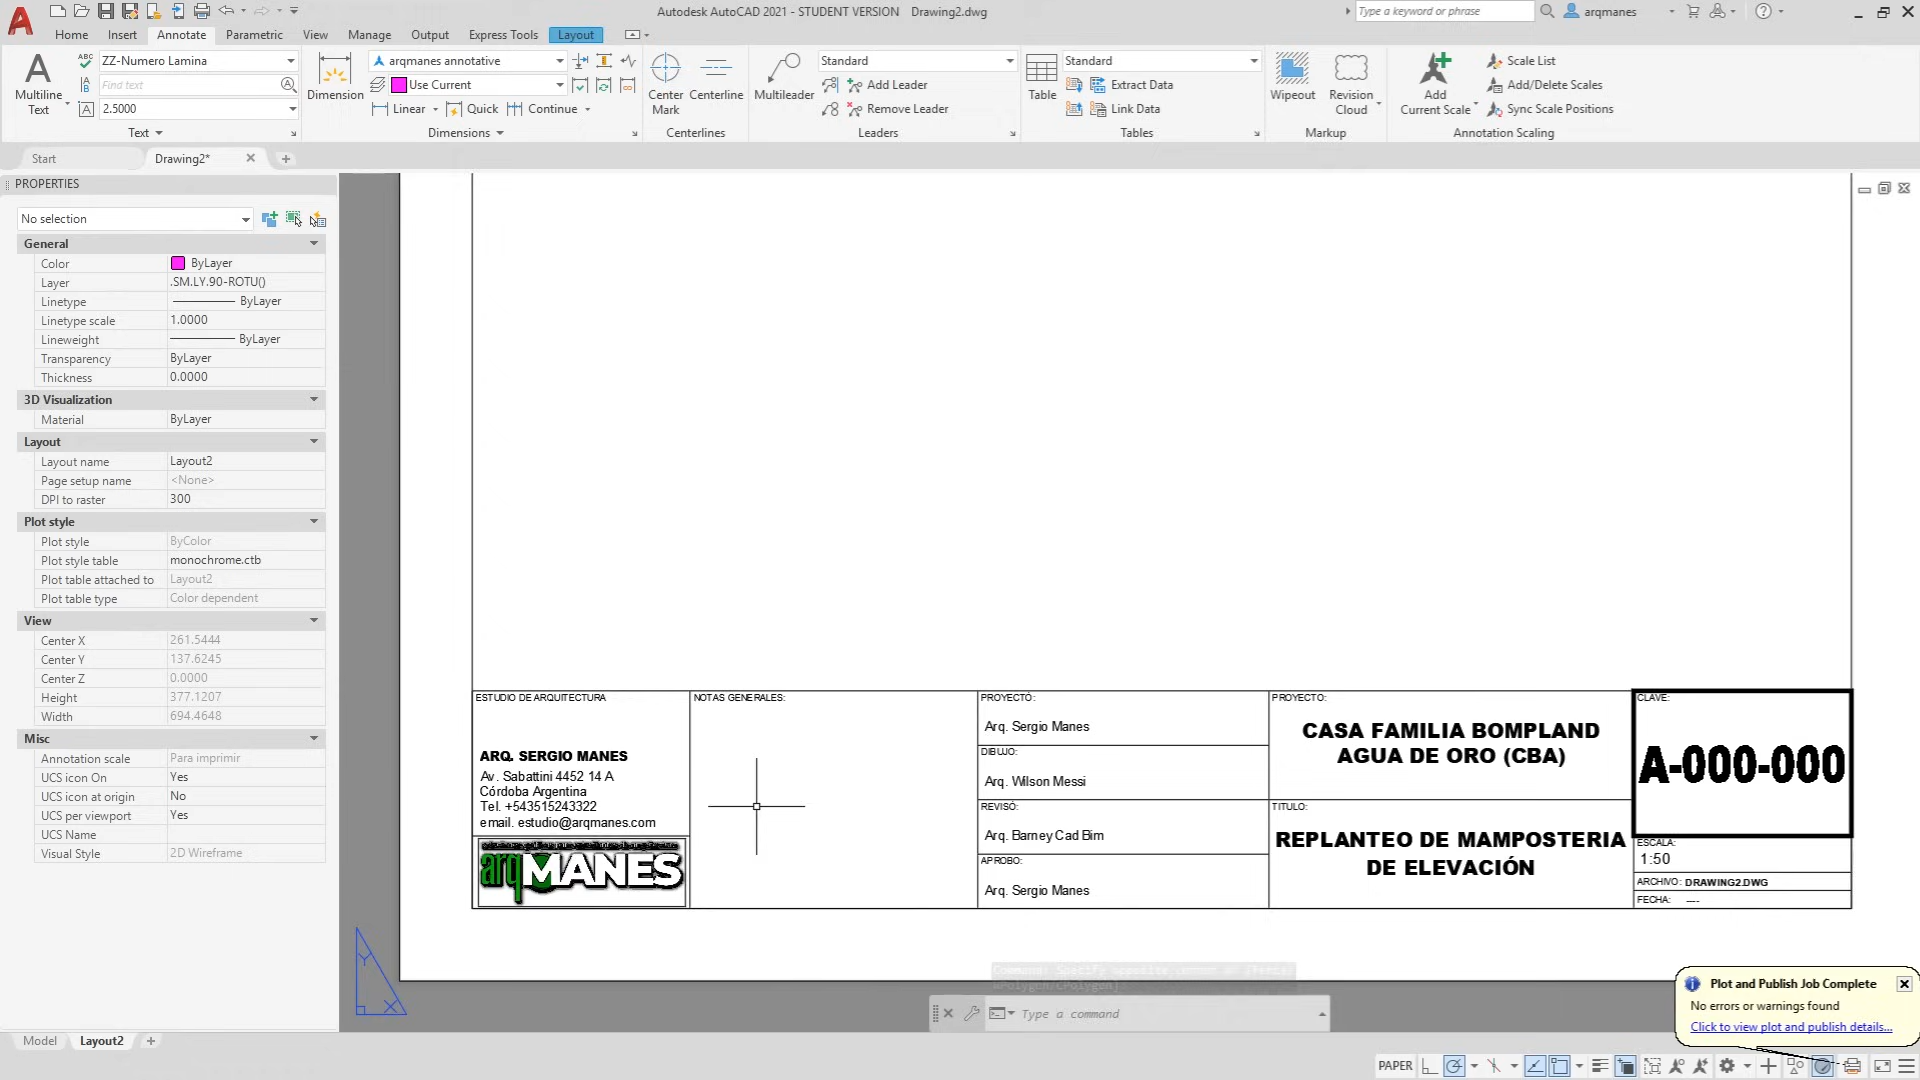 Autodesk AutoCAD 2021 - STUDENT VERSION Drawing2.dwg
Type a keyword or phrase
arqmanes
Home Insert Annotate Parametric View Manage Output Express Tools Layout
Multiline Text
ZZ-Numero Lamina
Find text
2.5000
Text
Dimension
arqmanes annotative
Use Current
Linear Quick Continue
Dimensions
Center Mark
Centerline
Centerlines
Multileader
Standard
Add Leader
Remove Leader
Leaders
Table
Standard
Extract Data
Link Data
Tables
Wipeout
Revision Cloud
Markup
Add Current Scale
Scale List
Add/Delete Scales
Sync Scale Positions
Annotation Scaling
Start
Drawing2*
PROPERTIES
No selection
General
Color ByLayer
Layer .SM.LY.90-ROTU()
Linetype ByLayer
Linetype scale 1.0000
Lineweight ByLayer
Transparency ByLayer
Thickness 0.0000
3D Visualization
Material ByLayer
Layout
Layout name Layout2
Page setup name <None>
DPI to raster 300
Plot style
Plot style ByColor
Plot style table monochrome.ctb
Plot table attached to Layout2
Plot table type Color dependent
View
Center X 261.5444
Center Y 137.6245
Center Z 0.0000
Height 377.1207
Width 694.4648
Misc
Annotation scale Para imprimir
UCS icon On Yes
UCS icon at origin No
UCS per viewport Yes
UCS Name
Visual Style 2D Wireframe
ESTUDIO DE ARQUITECTURA
ARQ. SERGIO MANES
Av. Sabattini 4452 14 A
Córdoba Argentina
Tel. +543515243322
email. estudio@arqmanes.com
arqMANES
NOTAS GENERALES:
PROYECTÓ:
Arq. Sergio Manes
DIBUJO:
Arq. Wilson Messi
REVISÓ:
Arq. Barney Cad Bim
APROBO:
Arq. Sergio Manes
PROYECTO:
CASA FAMILIA BOMPLAND
AGUA DE ORO (CBA)
TITULO:
REPLANTEO DE MAMPOSTERIA
DE ELEVACIÓN
CLAVE:
A-000-000
ESCALA:
1:50
ARCHIVO: DRAWING2.DWG
FECHA: ----
Y
X
Command: Specify opposite corner or [Fence/
WPolygon/CPolygon]:
Type a command
Plot and Publish Job Complete
No errors or warnings found
Click to view plot and publish details...
Model Layout2
PAPER